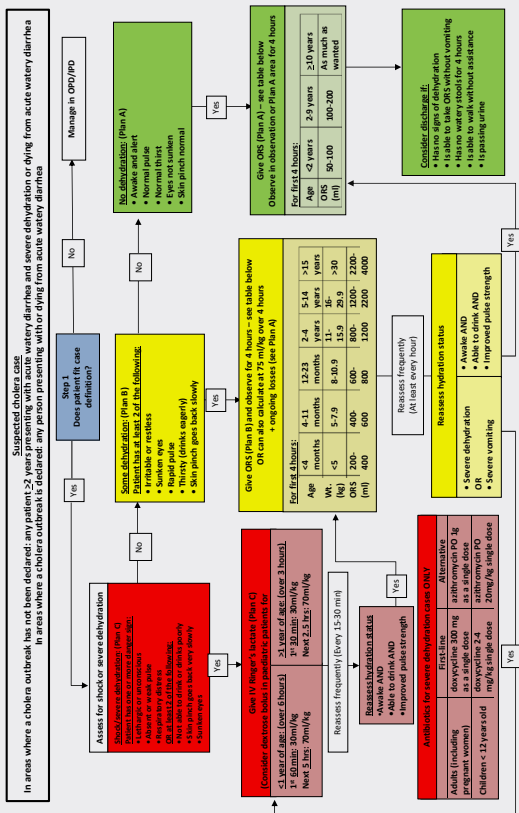 Suspected cholera case
In areas where a cholera outbreak has not been declared: any patient ≥2 years presenting with acute watery diarrhea and severe dehydration or dying from acute watery diarrhea
In areas where a cholera outbreak is declared: any person presenting with or dying from acute watery diarrhea
Step 1
Does patient fit case
definition?
No
Manage in OPD/IPD
Yes
Assess for shock or severe dehydration
Shock/severe dehydration: (Plan C)
Patient has one or more danger sign
• Lethargic or unconscious
• Absent or weak pulse
• Respiratory distress
OR at least 2 of the following:
• Not able to drink or drinks poorly
• Skin pinch goes back very slowly
• Sunken eyes
No
Some dehydration: (Plan B)
Patient has at least 2 of the following:
• Irritable or restless
• Sunken eyes
• Rapid pulse
• Thirsty (drinks eagerly)
• Skin pinch goes back slowly
No
No dehydration: (Plan A)
• Awake and alert
• Normal pulse
• Normal thirst
• Eyes not sunken
• Skin pinch normal
Yes
Yes
Yes
Given IV Ringer's lactate (Plan C)
(Consider dextrose bolus in paediatric patients for
<1 year of age: (over 6 hours)
1st 60 min: 30ml/kg
Next 5 hrs: 70ml/kg
>1 year of age: (over 3 hours)
1st 30 min: 30ml/kg
Next 2.5 hrs: 70ml/kg
Reassess frequently (Every 15-30 min)
Reassess hydration status
• Awake AND
• Able to drink AND
• Improved pulse strength
Yes
Give ORS (Plan B) and observe for 4 hours – see table below
OR can also calculate at 75 ml/kg over 4 hours
+ ongoing losses (see Plan A)
For first 4 hours:
Age <4 months 4-11 months 12-23 months 2-4 years 5-14 years >15 years
Wt. (kg) <5 5-7.9 8-10.9 11-15.9 16-29.9 >30
ORS (ml) 200-400 400-600 600-800 800-1200 1200-2200 2200-4000
Reassess frequently
(At least every hour)
Reassess hydration status
• Severe dehydration
OR
• Severe vomiting
• Awake AND
• Able to drink AND
• Improved pulse strength
Yes
Yes
Give ORS (Plan A) – see table below
Observe in observation or Plan A area for 4 hours
For first 4 hours:
Age <2 years 2-9 years ≥10 years
ORS (ml) 50-100 100-200 As much as wanted
Consider discharge if:
• Has no signs of dehydration
• Is able to take ORS without vomiting
• Has no watery stools for 4 hours
• Is able to walk without assistance
• Is passing urine
Antibiotics for severe dehydration cases ONLY
First-line Alternative
Adults (including pregnant women) doxycycline 300 mg as a single dose azithromycin PO 1g as a single dose
Children < 12 years old doxycycline 2-4 mg/kg single dose azithromycin PO 20mg/kg single dose